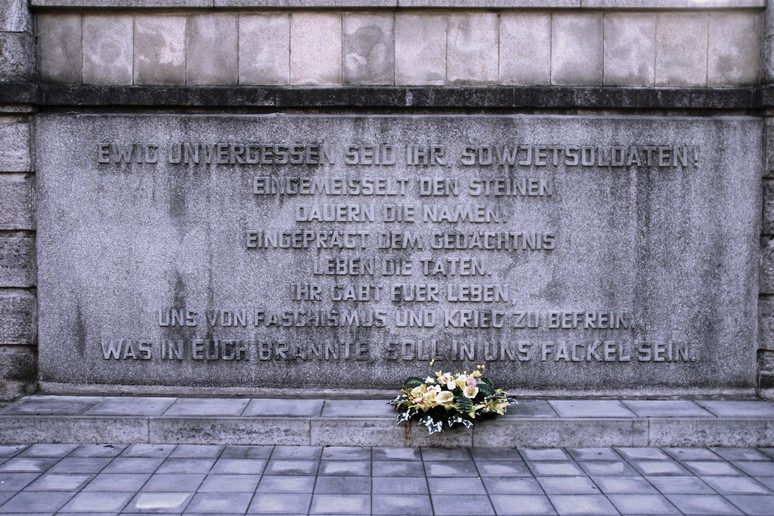 EWIG UNVERGESSEN SEID IHR, SOWJETSOLDATEN!
EINGEMEISSELT DEN STEINEN
DAUERN DIE NAMEN.
EINGEPRÄGT DEM GEDÄCHTNIS
LEBEN DIE TATEN.
IHR GABT EUER LEBEN,
UNS VON FASCHISMUS UND KRIEG ZU BEFREIN.
WAS IN EUCH BRANNTE, SOLL IN UNS FACKEL SEIN.